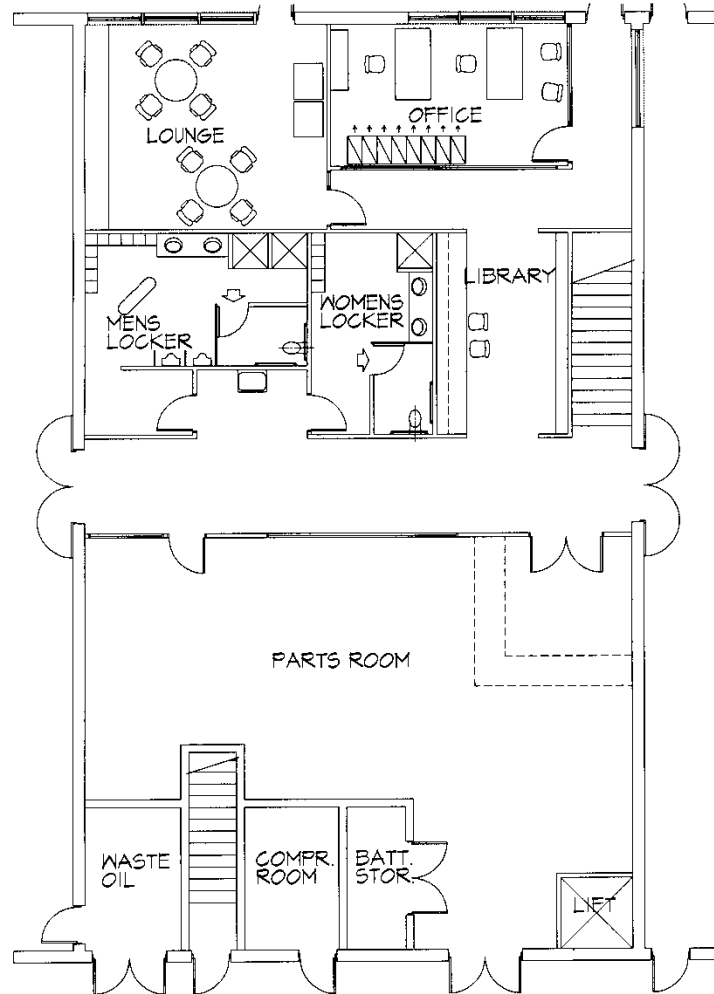 OFFICE
LOUNGE
LIBRARY
WOMENS
LOCKER
MENS
LOCKER
PARTS ROOM
WASTE
OIL
COMPR.
ROOM
BATT.
STOR.
LIFT